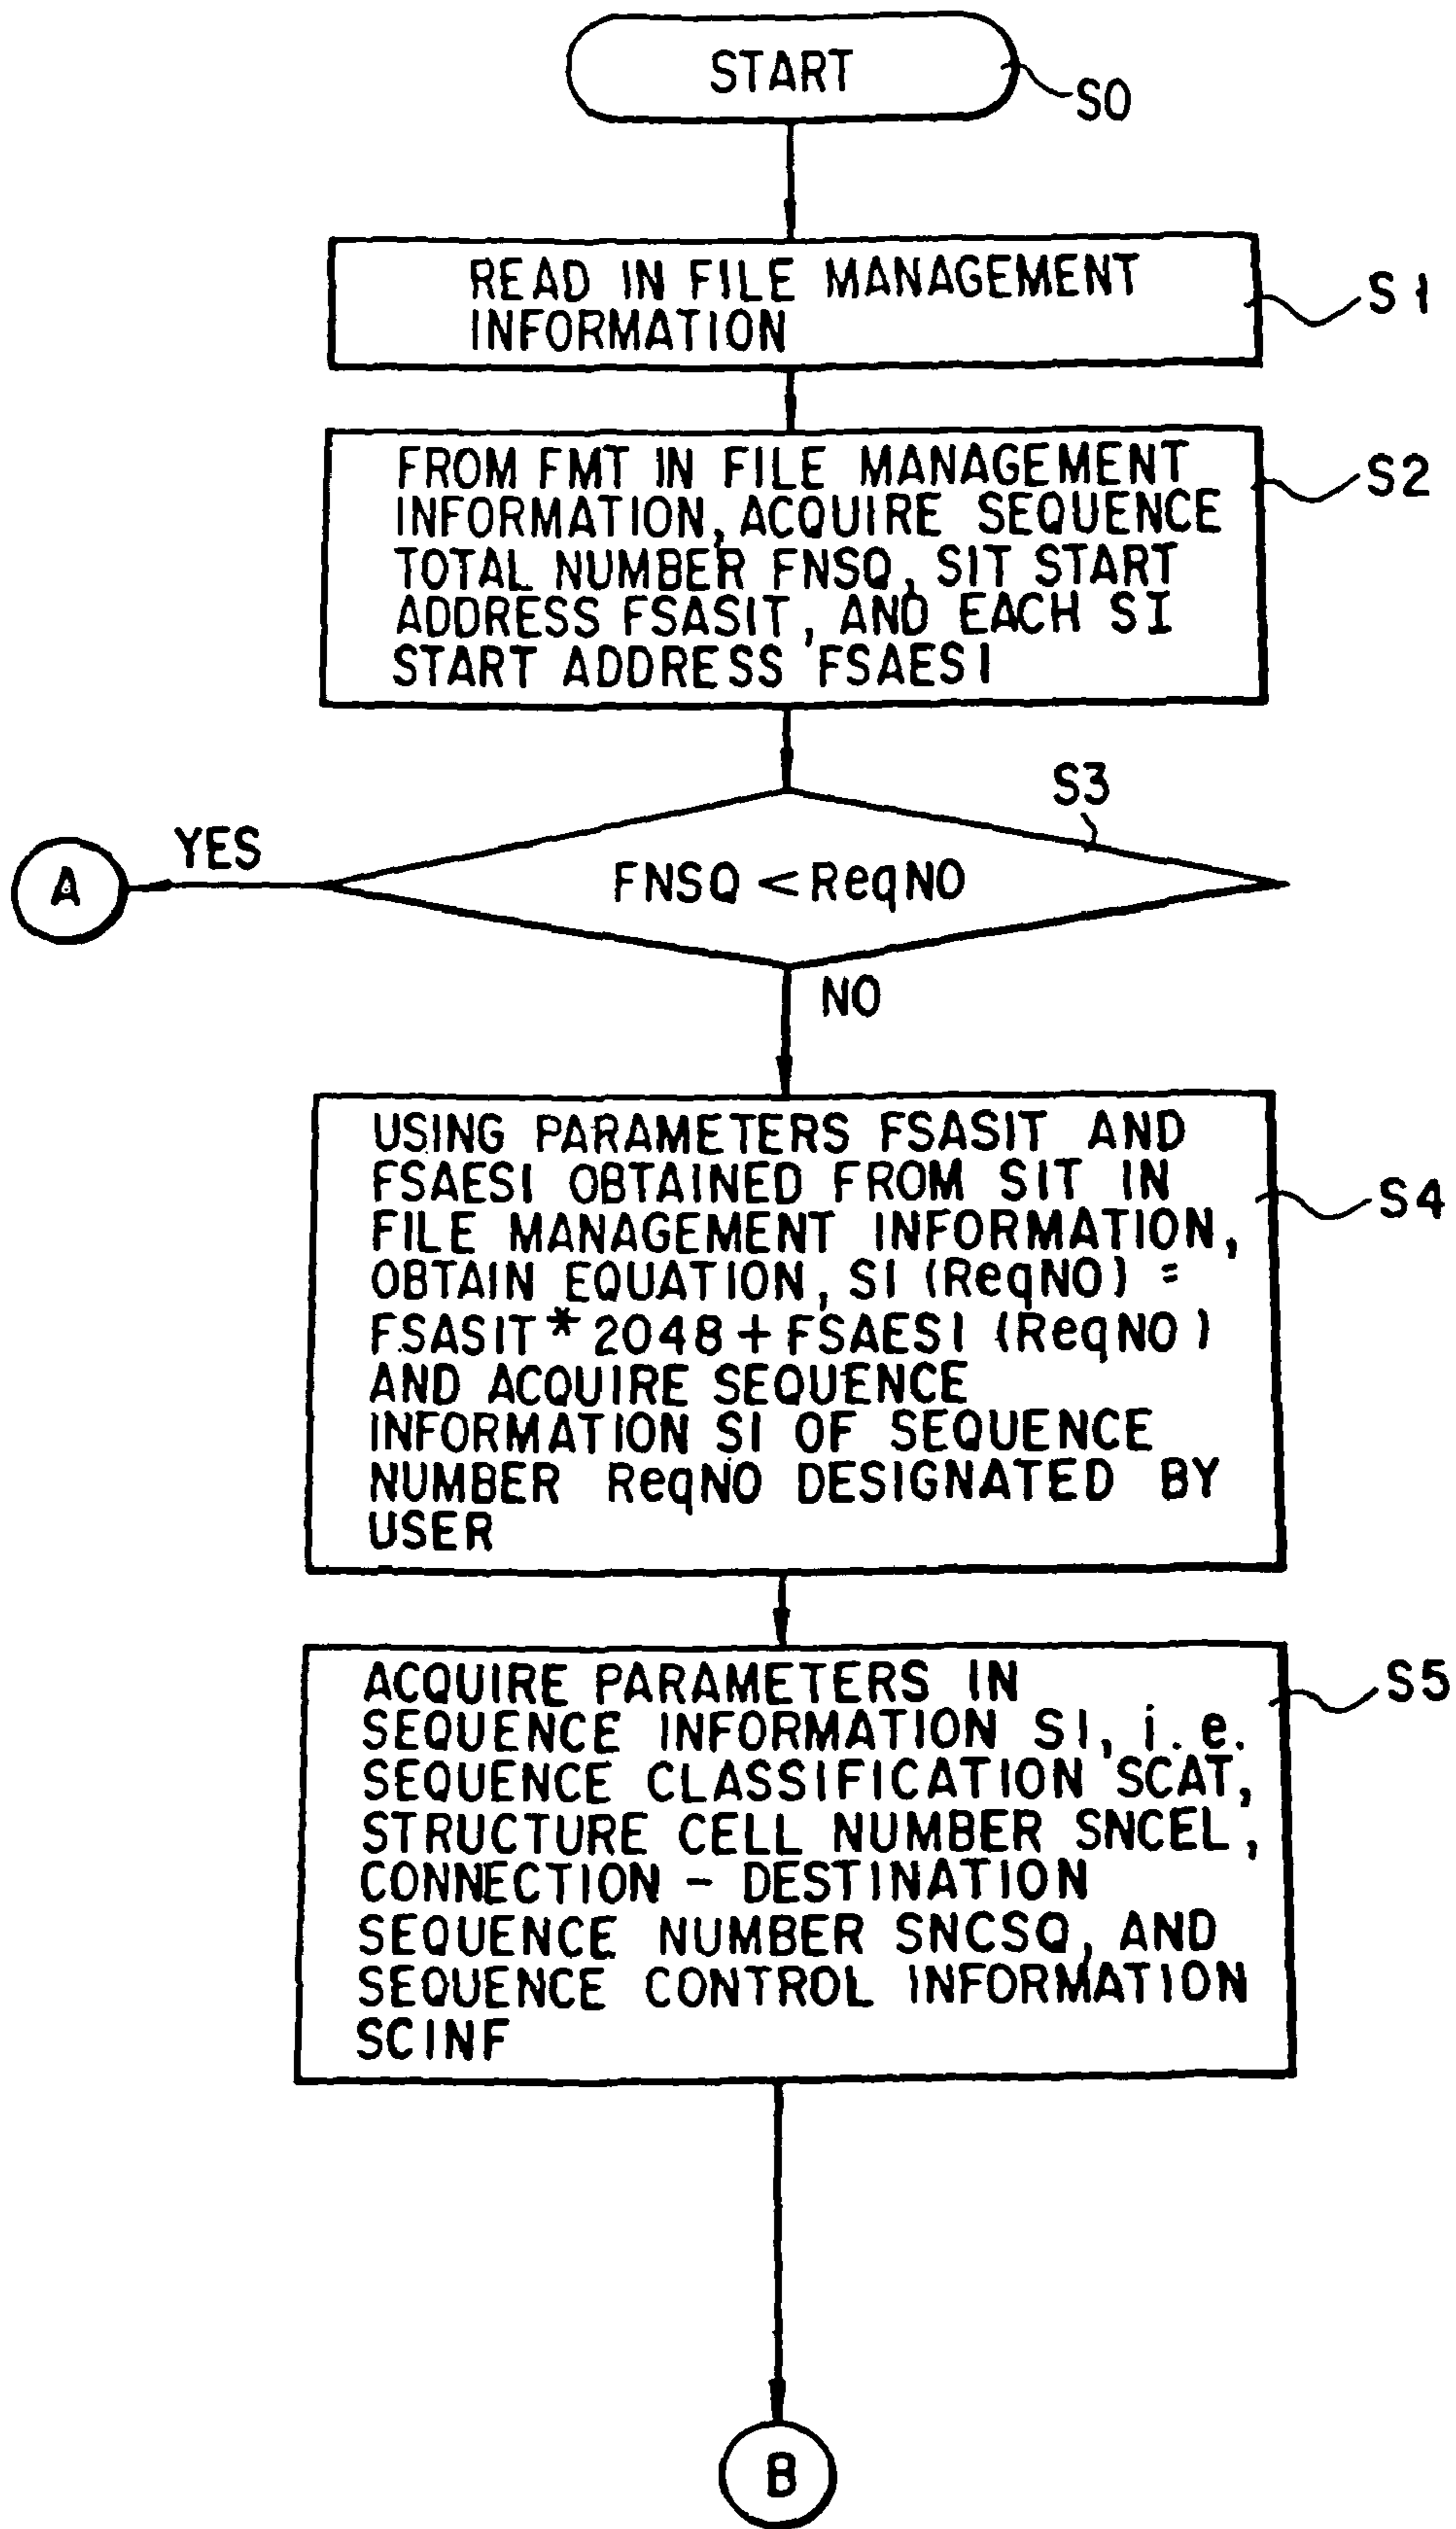 START
S0
READ IN FILE MANAGEMENT
INFORMATION
S1
FROM FMT IN FILE MANAGEMENT
INFORMATION, ACQUIRE SEQUENCE
TOTAL NUMBER FNSQ, SIT START
ADDRESS FSASIT, AND EACH SI
START ADDRESS FSAESI
S2
S3
FNSQ < ReqNO
YES
A
NO
USING PARAMETERS FSASIT AND
FSAESI OBTAINED FROM SIT IN
FILE MANAGEMENT INFORMATION,
OBTAIN EQUATION, SI (ReqNO) =
FSASIT * 2048 + FSAESI (ReqNO)
AND ACQUIRE SEQUENCE
INFORMATION SI OF SEQUENCE
NUMBER ReqNO DESIGNATED BY
USER
S4
ACQUIRE PARAMETERS IN
SEQUENCE INFORMATION SI, i.e.
SEQUENCE CLASSIFICATION SCAT,
STRUCTURE CELL NUMBER SNCEL,
CONNECTION - DESTINATION
SEQUENCE NUMBER SNCSQ, AND
SEQUENCE CONTROL INFORMATION
SCINF
S5
B